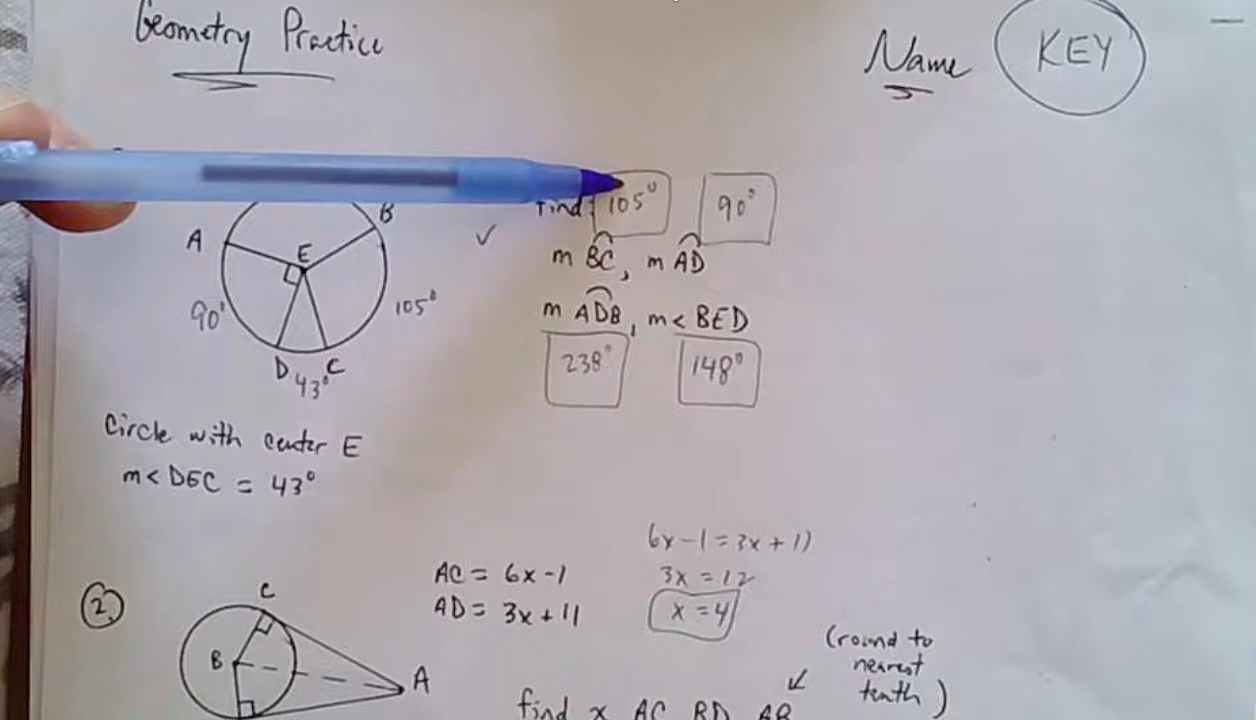 Geometry Practice
Name KEY
find: 105° 90°
m BC, m AD
m ADB, m< BED
238° 148°
A
B
E
90°
105°
D
43°
C
Circle with center E
m< DEC = 43°
2.
C
B
A
AC = 6x-1
AD = 3x+11
6x-1=3x+11
3x = 12
x = 4
(round to
nearest
tenth)
find x AC BD AB